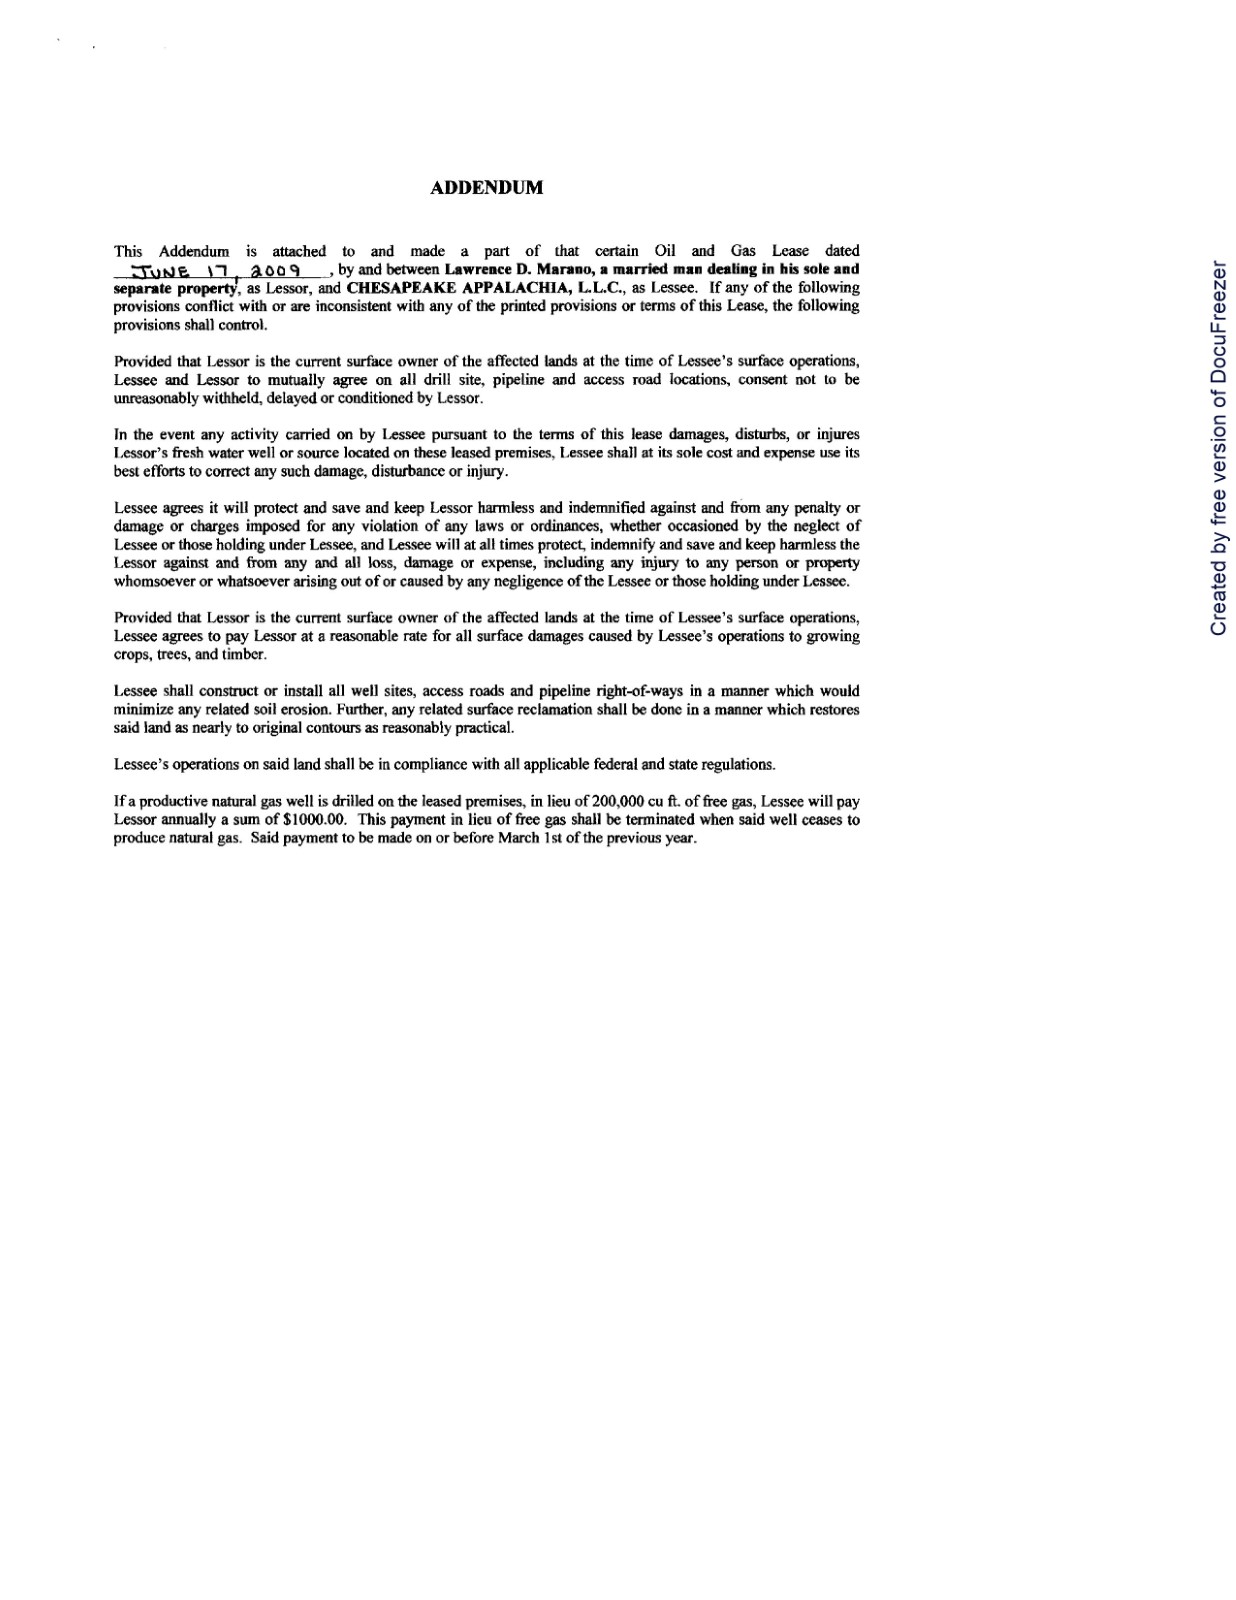 ADDENDUM
This Addendum is attached to and made a part of that certain Oil and Gas Lease dated
JUNE 17, 2009, by and between Lawrence D. Marano, a married man dealing in his sole and
separate property, as Lessor, and CHESAPEAKE APPALACHIA, L.L.C., as Lessee. If any of the following
provisions conflict with or are inconsistent with any of the printed provisions or terms of this Lease, the following
provisions shall control.
Provided that Lessor is the current surface owner of the affected lands at the time of Lessee's surface operations,
Lessee and Lessor to mutually agree on all drill site, pipeline and access road locations, consent not to be
unreasonably withheld, delayed or conditioned by Lessor.
In the event any activity carried on by Lessee pursuant to the terms of this lease damages, disturbs, or injures
Lessor's fresh water well or source located on these leased premises, Lessee shall at its sole cost and expense use its
best efforts to correct any such damage, disturbance or injury.
Lessee agrees it will protect and save and keep Lessor harmless and indemnified against and from any penalty or
damage or charges imposed for any violation of any laws or ordinances, whether occasioned by the neglect of
Lessee or those holding under Lessee, and Lessee will at all times protect, indemnify and save and keep harmless the
Lessor against and from any and all loss, damage or expense, including any injury to any person or property
whomsoever or whatsoever arising out of or caused by any negligence of the Lessee or those holding under Lessee.
Provided that Lessor is the current surface owner of the affected lands at the time of Lessee's surface operations,
Lessee agrees to pay Lessor at a reasonable rate for all surface damages caused by Lessee's operations to growing
crops, trees, and timber.
Lessee shall construct or install all well sites, access roads and pipeline right-of-ways in a manner which would
minimize any related soil erosion. Further, any related surface reclamation shall be done in a manner which restores
said land as nearly to original contours as reasonably practical.
Lessee's operations on said land shall be in compliance with all applicable federal and state regulations.
If a productive natural gas well is drilled on the leased premises, in lieu of 200,000 cu ft. of free gas, Lessee will pay
Lessor annually a sum of $1000.00. This payment in lieu of free gas shall be terminated when said well ceases to
produce natural gas. Said payment to be made on or before March 1st of the previous year.
Created by free version of DocuFreezer